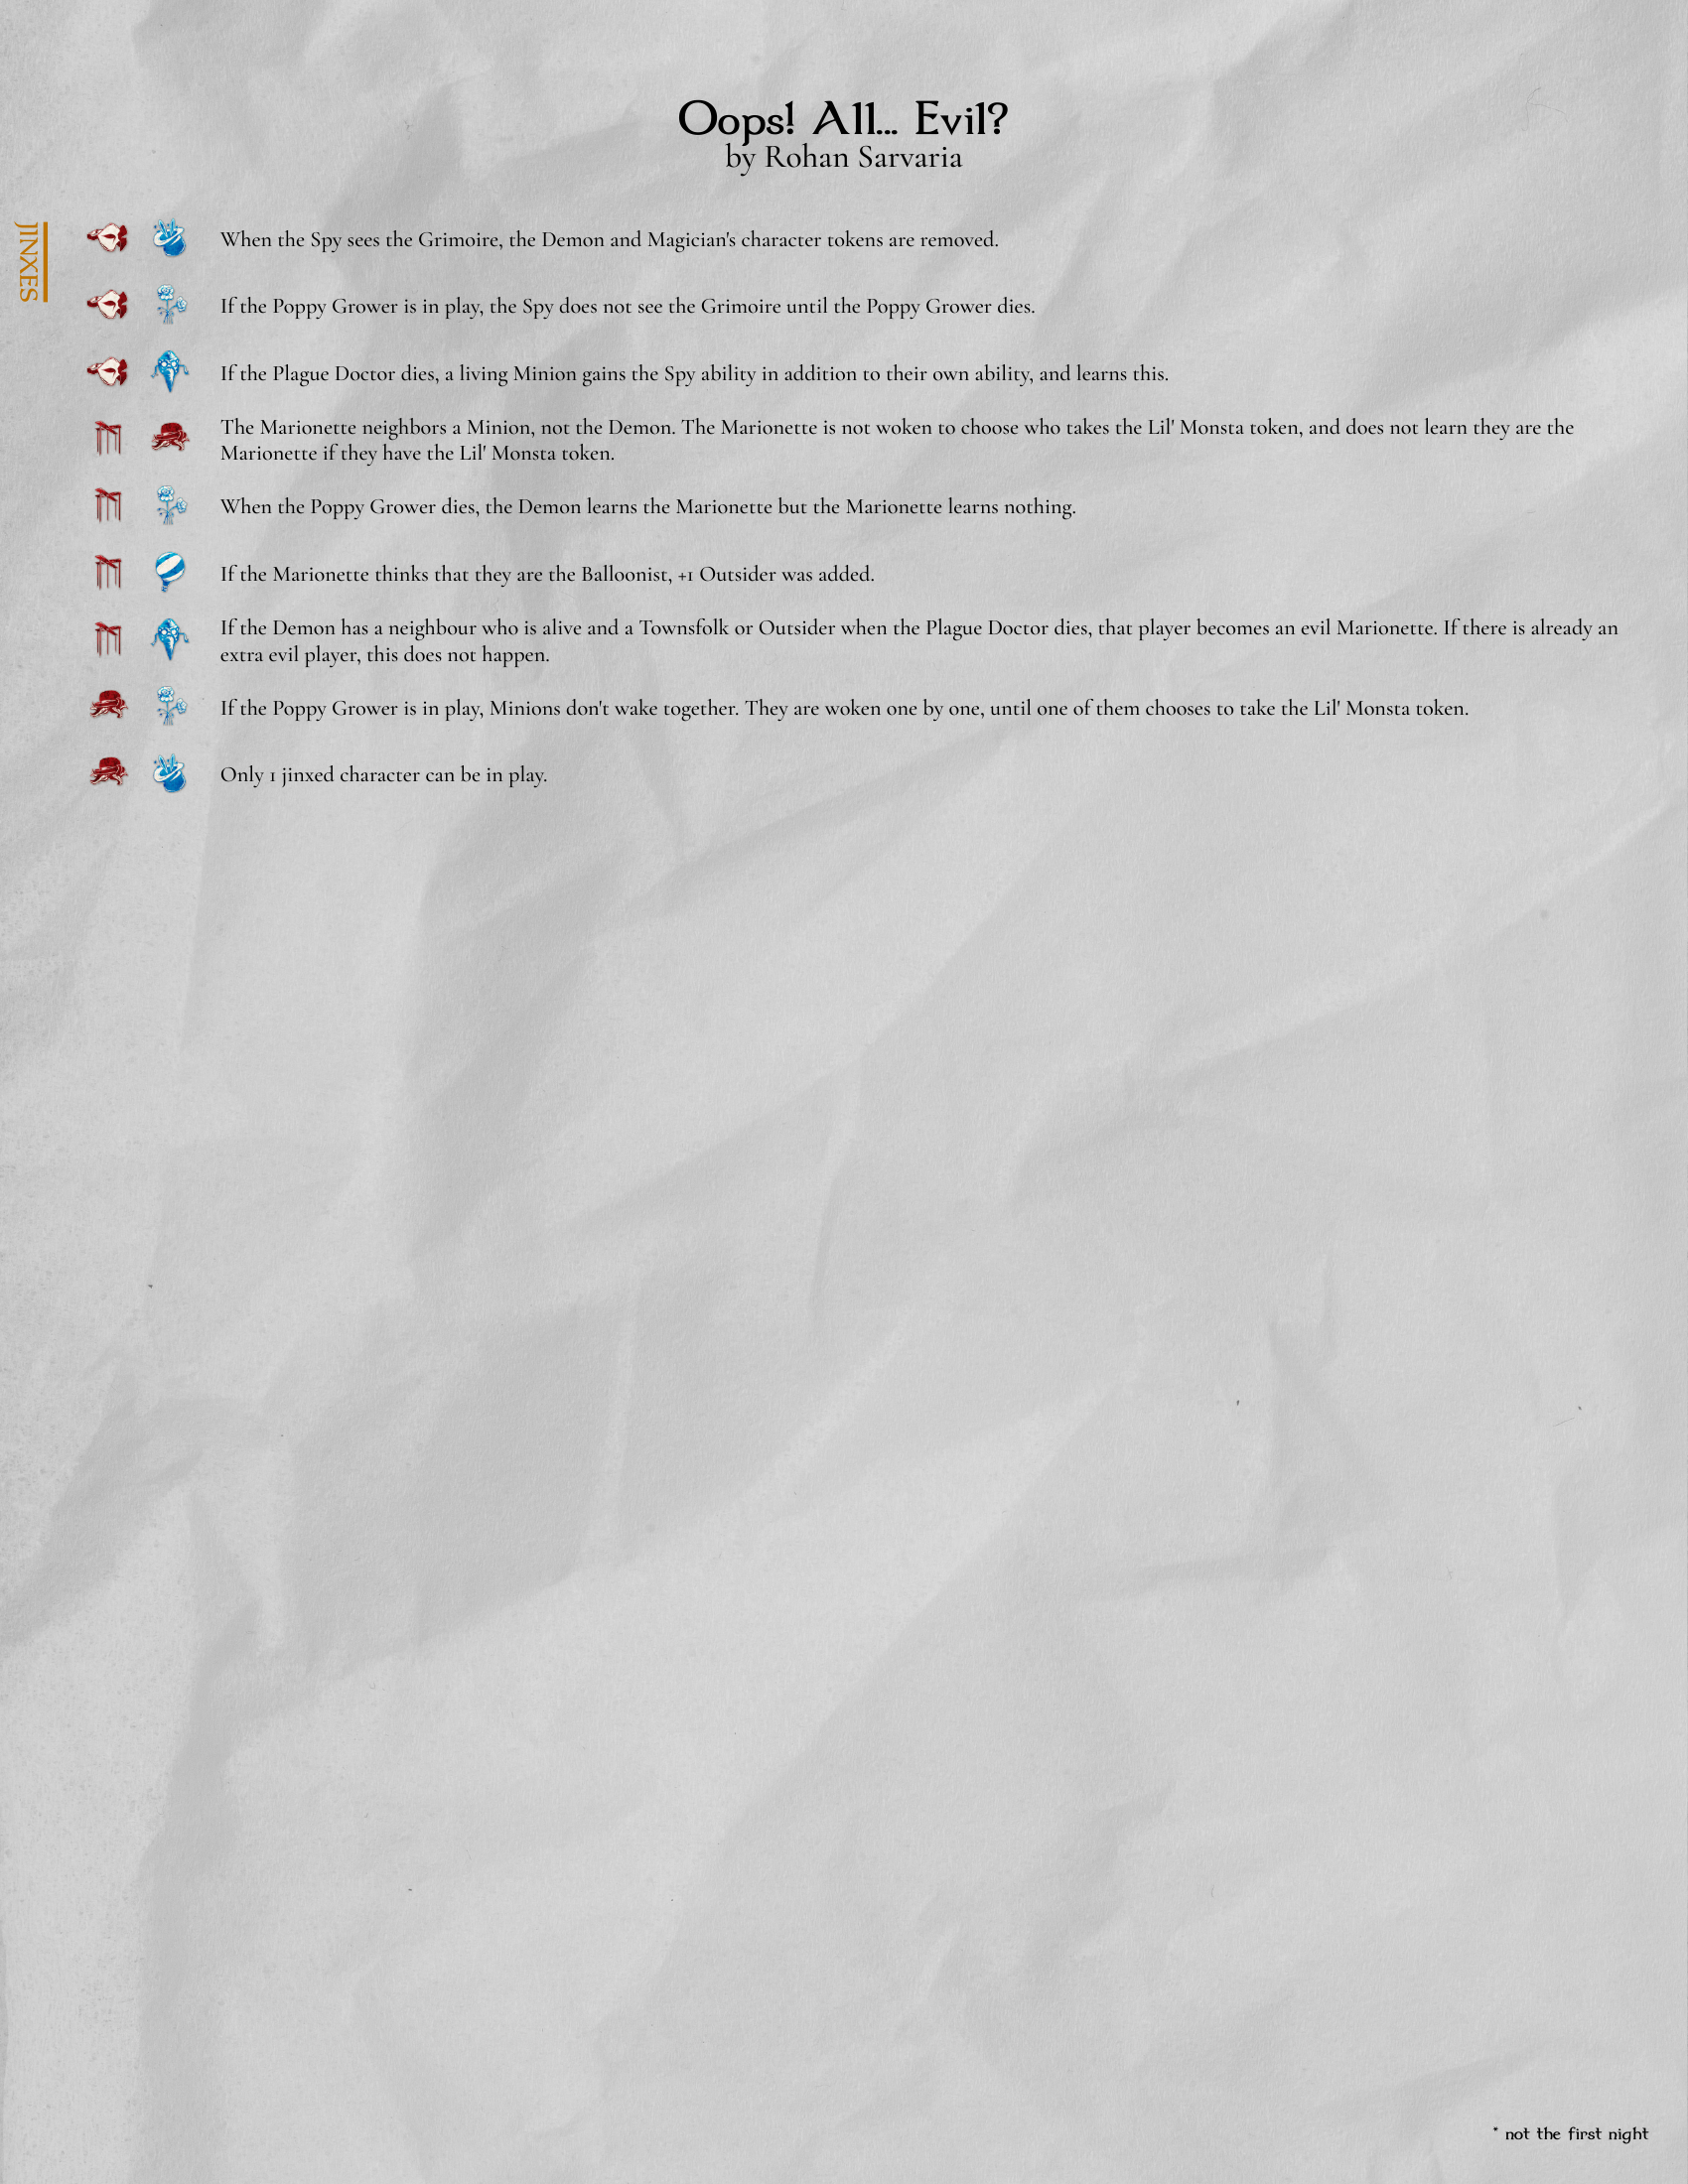 Oops! All... Evil?
by Rohan Sarvaria
JINXES
When the Spy sees the Grimoire, the Demon and Magician's character tokens are removed.
If the Poppy Grower is in play, the Spy does not see the Grimoire until the Poppy Grower dies.
If the Plague Doctor dies, a living Minion gains the Spy ability in addition to their own ability, and learns this.
The Marionette neighbors a Minion, not the Demon. The Marionette is not woken to choose who takes the Lil' Monsta token, and does not learn they are the
Marionette if they have the Lil' Monsta token.
When the Poppy Grower dies, the Demon learns the Marionette but the Marionette learns nothing.
If the Marionette thinks that they are the Balloonist, +1 Outsider was added.
If the Demon has a neighbour who is alive and a Townsfolk or Outsider when the Plague Doctor dies, that player becomes an evil Marionette. If there is already an
extra evil player, this does not happen.
If the Poppy Grower is in play, Minions don't wake together. They are woken one by one, until one of them chooses to take the Lil' Monsta token.
Only 1 jinxed character can be in play.
* not the first night